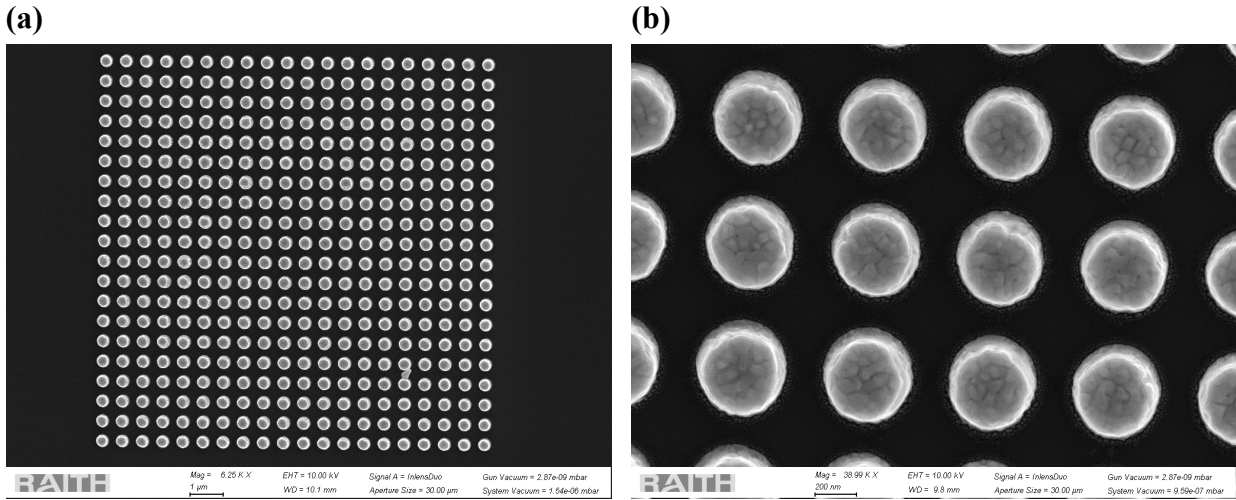 (a)
(b)
RAITH
Mag = 6.25 K X
1 µm
EHT = 10.00 kV
WD = 10.1 mm
Signal A = InlensDuo
Aperture Size = 30.00 µm
Gun Vacuum = 2.87e-09 mbar
System Vacuum = 1.54e-06 mbar
RAITH
Mag = 38.99 K X
200 nm
EHT = 10.00 kV
WD = 9.8 mm
Signal A = InlensDuo
Aperture Size = 30.00 µm
Gun Vacuum = 2.87e-09 mbar
System Vacuum = 9.59e-07 mbar